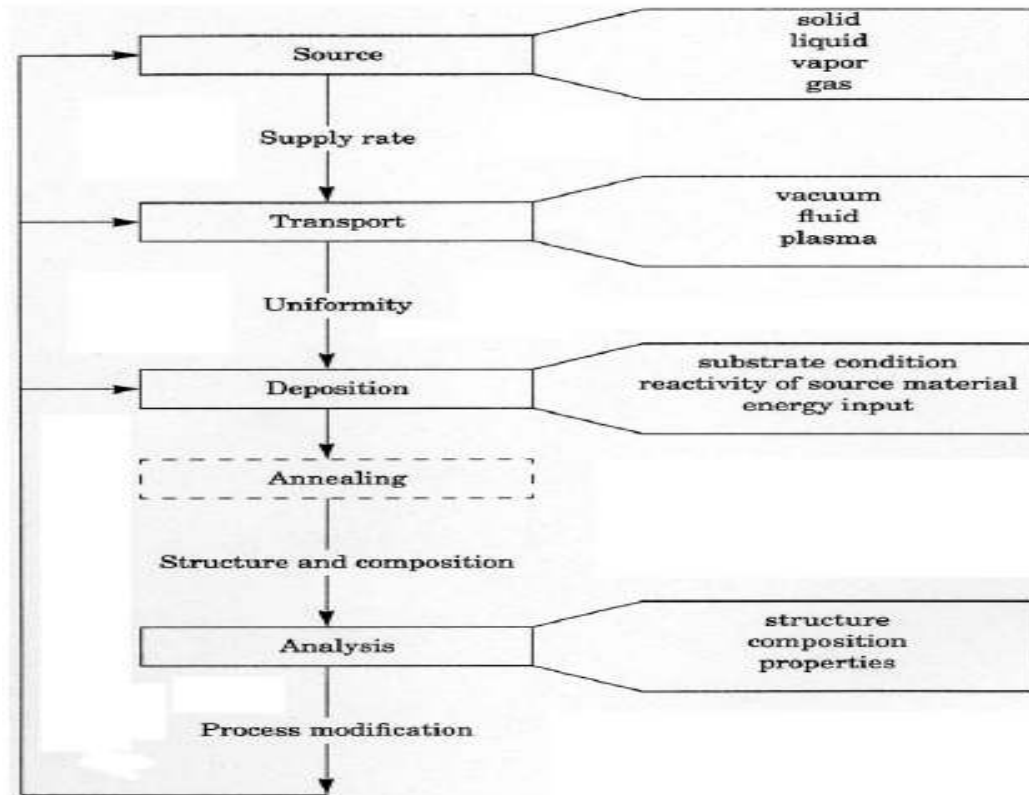 Source
solid
liquid
vapor
gas
Supply rate
Transport
vacuum
fluid
plasma
Uniformity
Deposition
substrate condition
reactivity of source material
energy input
Annealing
Structure and composition
Analysis
structure
composition
properties
Process modification